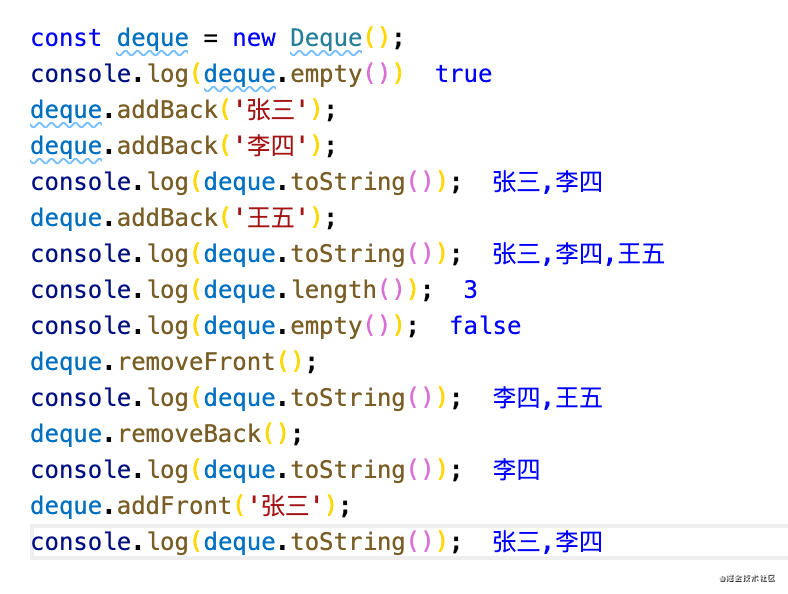 const deque = new Deque();
console.log(deque.empty())  true
deque.addBack('张三');
deque.addBack('李四');
console.log(deque.toString());  张三,李四
deque.addBack('王五');
console.log(deque.toString());  张三,李四,王五
console.log(deque.length());  3
console.log(deque.empty());  false
deque.removeFront();
console.log(deque.toString());  李四,王五
deque.removeBack();
console.log(deque.toString());  李四
deque.addFront('张三');
console.log(deque.toString());  张三,李四
@掘金技术社区